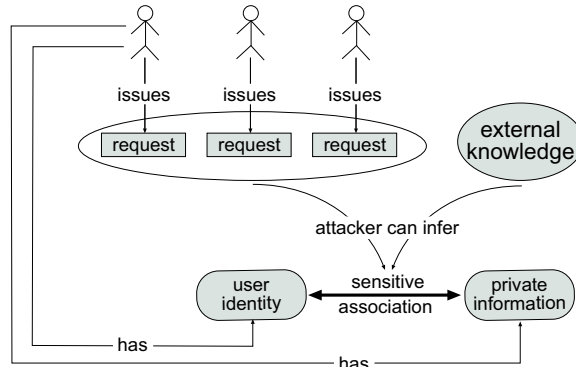 issues
issues
issues
request
request
request
external
knowledge
attacker can infer
user
identity
sensitive
association
private
information
has
has